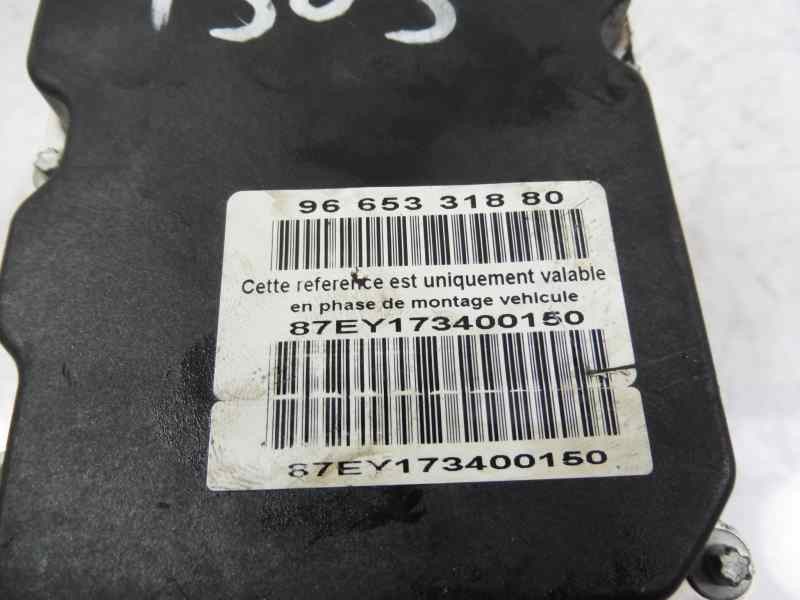 96 653 318 80
Cette reference est uniquement valable
en phase de montage vehicule
87EY173400150
87EY173400150